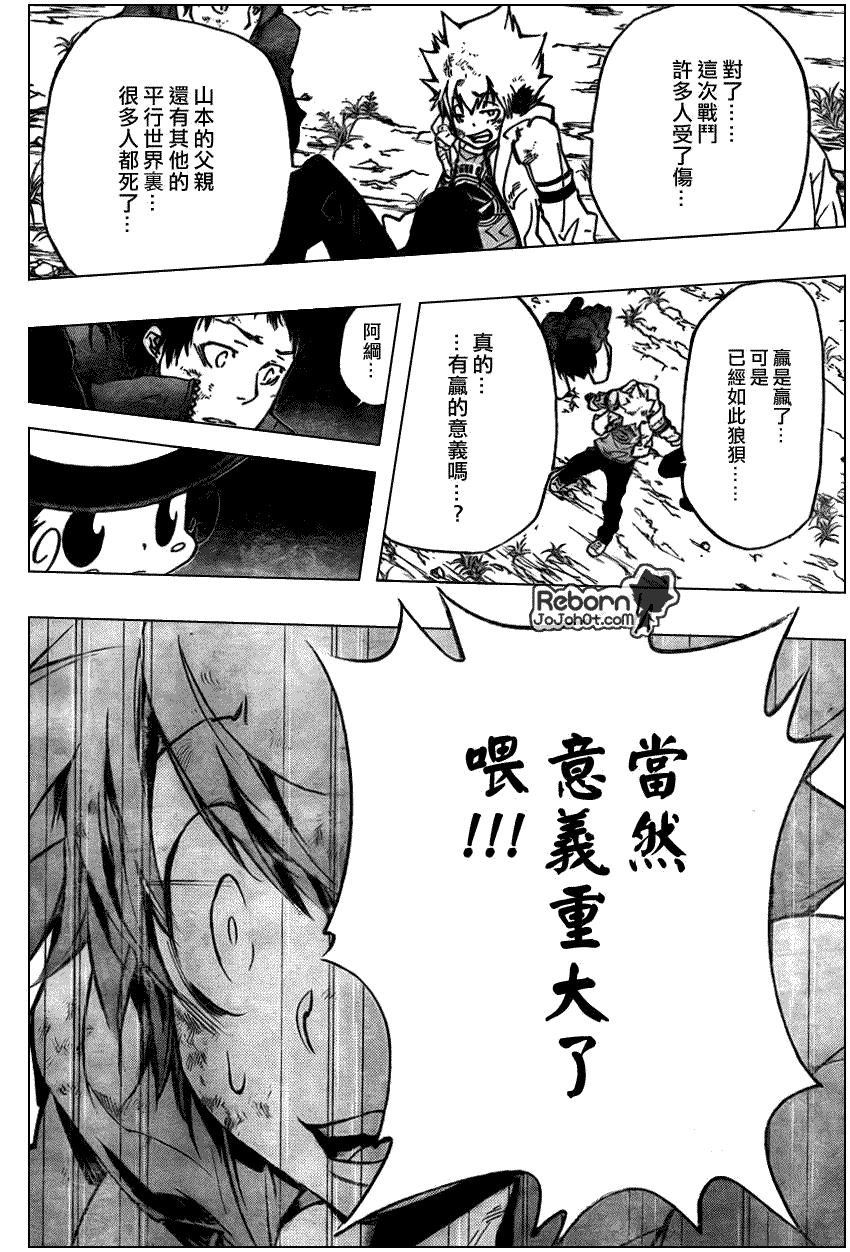 對了……
這次戰鬥
許多人受了傷…
山本的父親
還有其他的
平行世界裏…
很多人都死了…
贏是贏了…
可是
已經如此狼狽……
真的…
…有贏的意義嗎…?
阿綱…
Reborn
JoJoHOt.com
當然
意義重大了
喂!!!